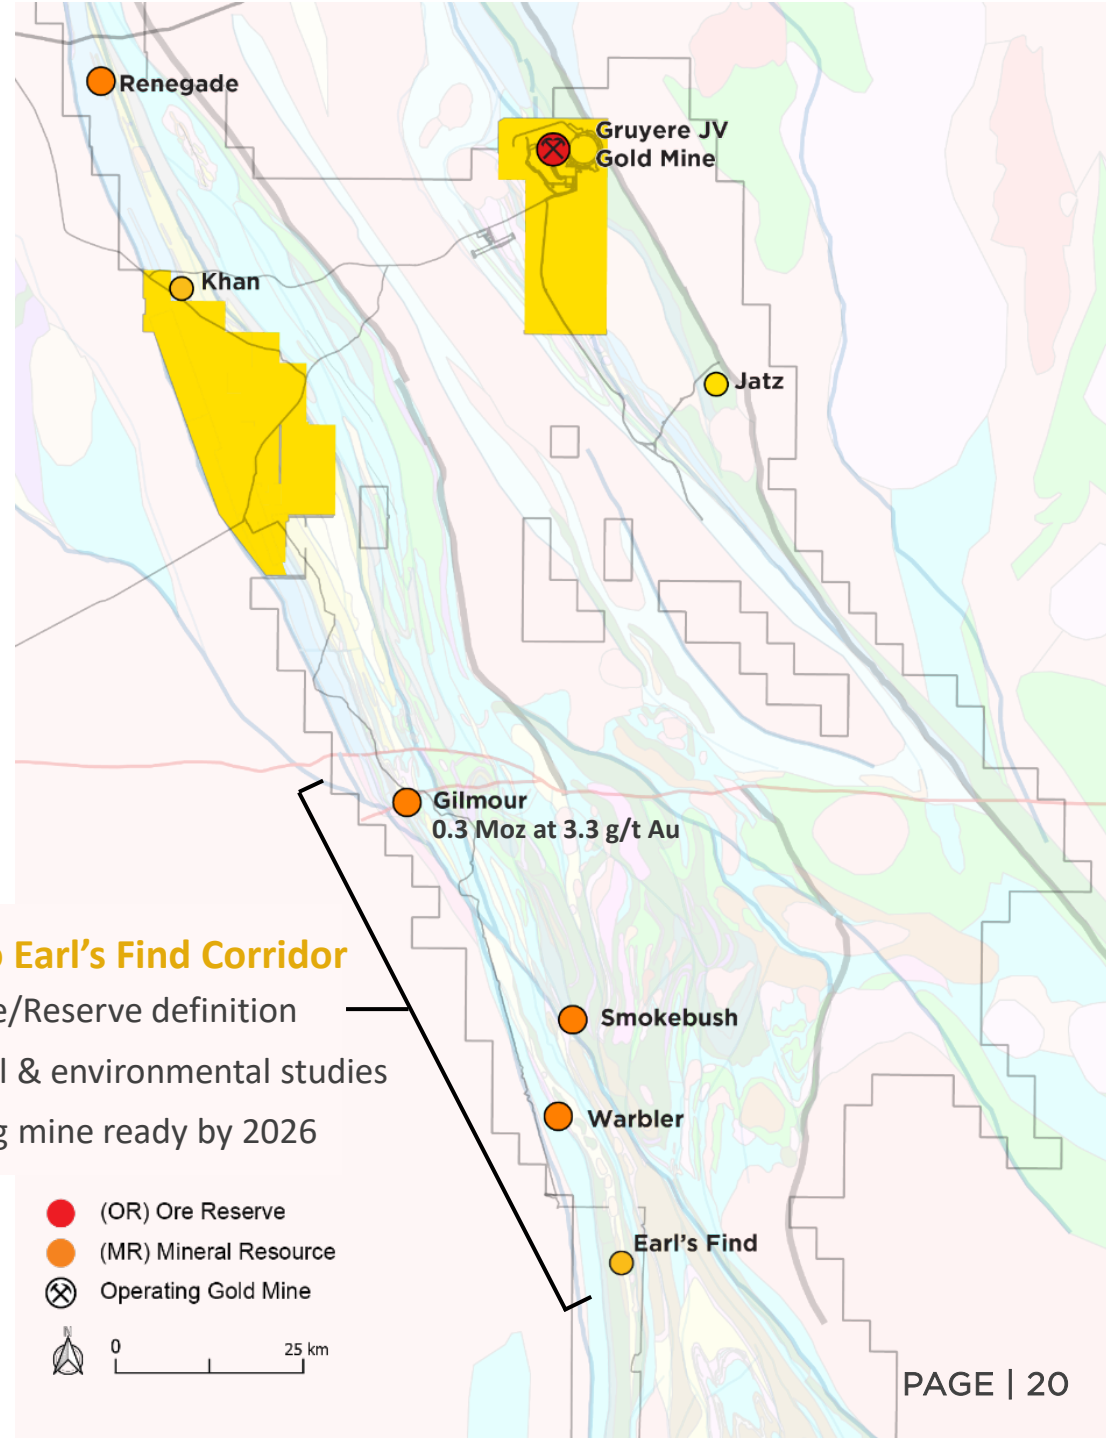 Renegade
Gruyere JV
Gold Mine
Khan
Jatz
Gilmour
0.3 Moz at 3.3 g/t Au
Earl’s Find Corridor
e/Reserve definition
l & environmental studies
g mine ready by 2026
Smokebush
Warbler
Earl’s Find
(OR) Ore Reserve
(MR) Mineral Resource
Operating Gold Mine
N
0 25 km
PAGE | 20